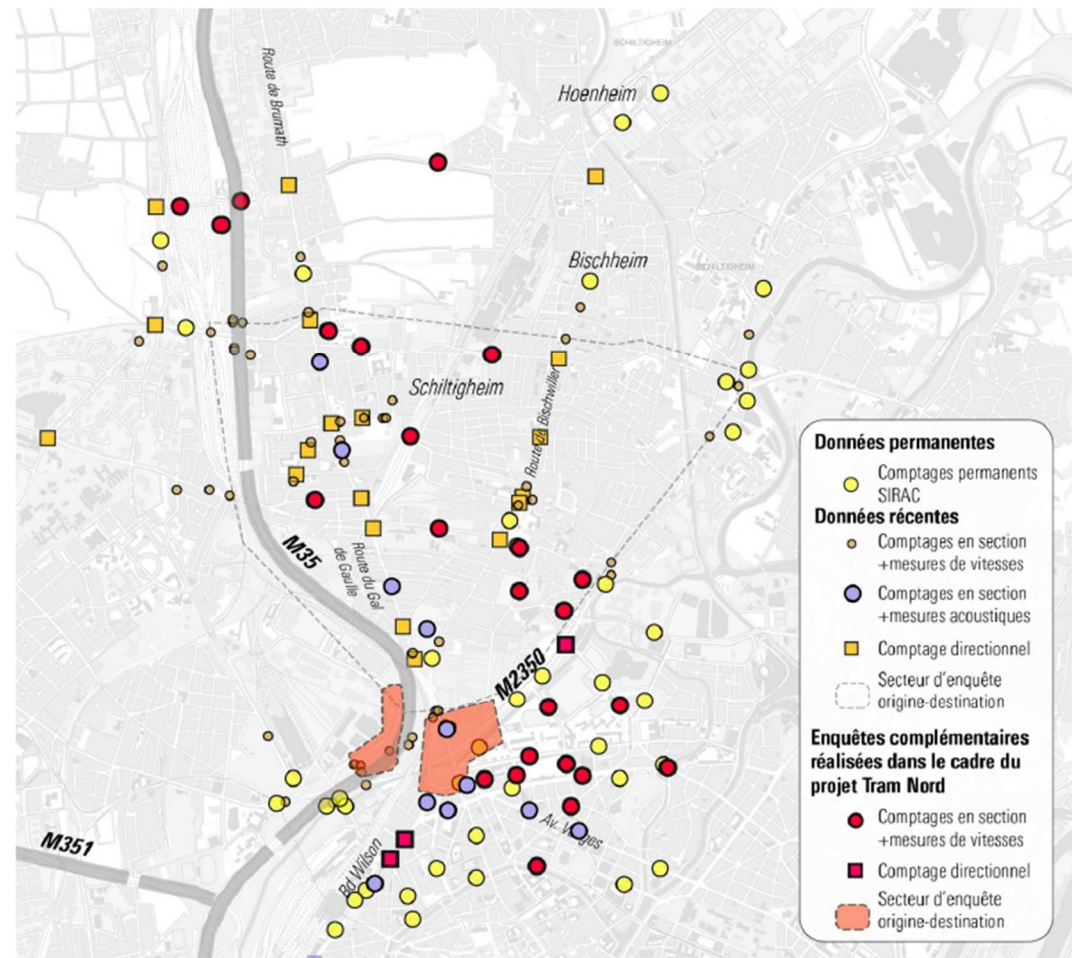 SCHILTIGHEIM
Route de Brumath
Hoenheim
Bischheim
SCHILTIGHEIM
Schiltigheim
Route de Bischwiller
M35
Route du Gal
de Gaulle
M2350
Av. Vosges
Bd Wilson
M351
Données permanentes
Comptages permanents
SIRAC
Données récentes
Comptages en section
+mesures de vitesses
Comptages en section
+mesures acoustiques
Comptage directionnel
Secteur d'enquête
origine-destination
Enquêtes complémentaires
réalisées dans le cadre du
projet Tram Nord
Comptages en section
+mesures de vitesses
Comptage directionnel
Secteur d'enquête
origine-destination